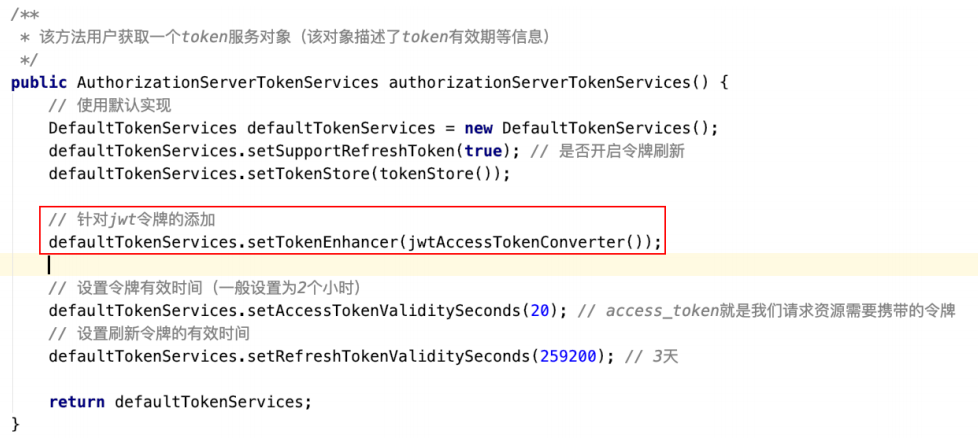 /**
 * 该方法用户获取一个token服务对象（该对象描述了token有效期等信息）
 */
public AuthorizationServerTokenServices authorizationServerTokenServices() {
    // 使用默认实现
    DefaultTokenServices defaultTokenServices = new DefaultTokenServices();
    defaultTokenServices.setSupportRefreshToken(true); // 是否开启令牌刷新
    defaultTokenServices.setTokenStore(tokenStore());

    // 针对jwt令牌的添加
    defaultTokenServices.setTokenEnhancer(jwtAccessTokenConverter());

    // 设置令牌有效时间（一般设置为2个小时）
    defaultTokenServices.setAccessTokenValiditySeconds(20); // access_token就是我们请求资源需要携带的令牌
    // 设置刷新令牌的有效时间
    defaultTokenServices.setRefreshTokenValiditySeconds(259200); // 3天

    return defaultTokenServices;
}